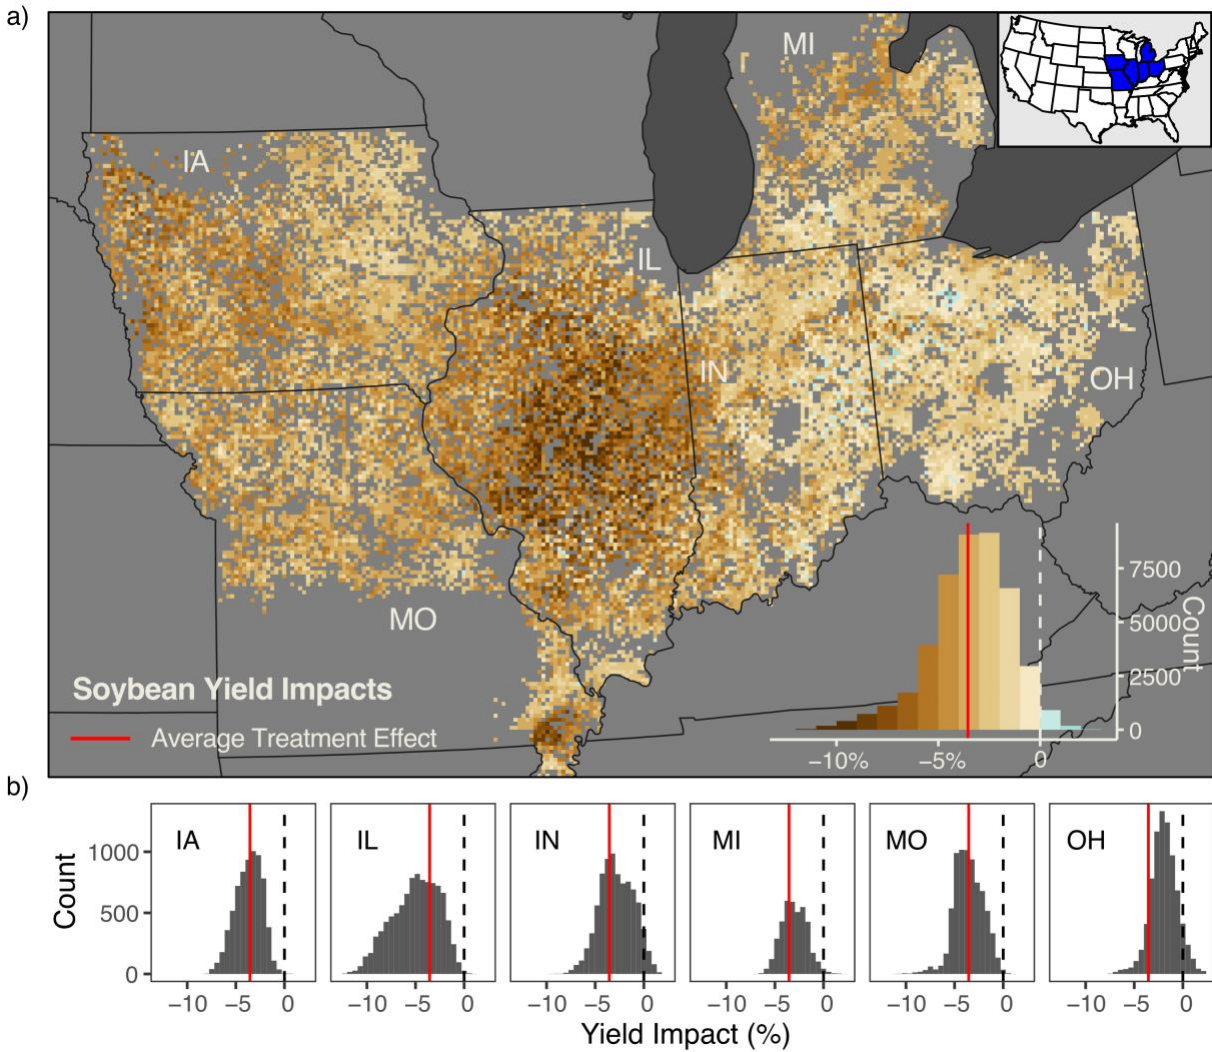 a)
MI
IA
IL
IN
OH
MO
Soybean Yield Impacts
Average Treatment Effect
7500
5000
2500
0
Count
−10%
−5%
0
b)
IA
IL
IN
MI
MO
OH
Count
1000
500
0
−10 −5 0
−10 −5 0
−10 −5 0
−10 −5 0
−10 −5 0
−10 −5 0
Yield Impact (%)